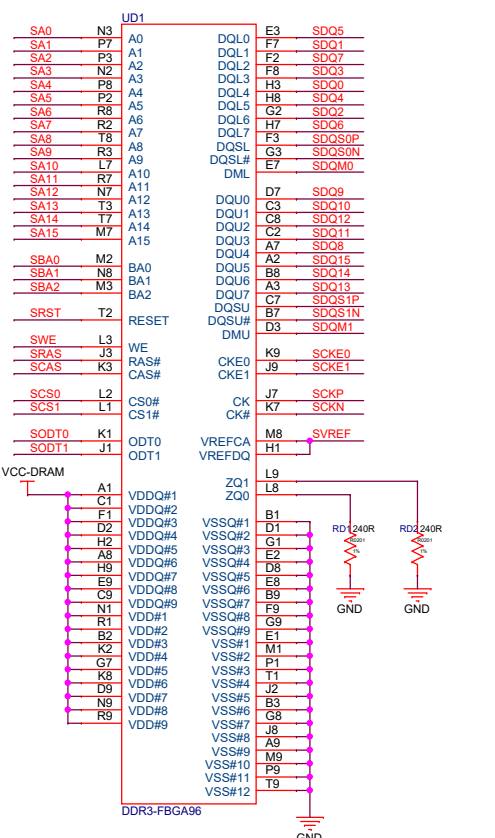 UD1
SA0 N3 A0 DQL0 E3 SDQ5
SA1 P7 A1 DQL1 F7 SDQ1
SA2 P3 A2 DQL2 F2 SDQ7
SA3 N2 A3 DQL3 F8 SDQ3
SA4 P8 A4 DQL4 H3 SDQ0
SA5 P2 A5 DQL5 H8 SDQ4
SA6 R8 A6 DQL6 G2 SDQ2
SA7 R2 A7 DQL7 H7 SDQ6
SA8 T8 A8 DQSL F3 SDQS0P
SA9 R3 A9 DQSL# G3 SDQS0N
SA10 L7 A10 DML E7 SDQM0
SA11 R7 A11
SA12 N7 A12 DQU0 D7 SDQ9
SA13 T3 A13 DQU1 C3 SDQ10
SA14 T7 A14 DQU2 C8 SDQ12
SA15 M7 A15 DQU3 C2 SDQ11
DQU4 A7 SDQ8
SBA0 M2 BA0 DQU5 A2 SDQ15
SBA1 N8 BA1 DQU6 B8 SDQ14
SBA2 M3 BA2 DQU7 A3 SDQ13
DQSU C7 SDQS1P
SRST T2 RESET DQSU# B7 SDQS1N
DMU D3 SDQM1
SWE L3 WE
SRAS J3 RAS# CKE0 K9 SCKE0
SCAS K3 CAS# CKE1 J9 SCKE1
SCS0 L2 CS0# CK J7 SCKP
SCS1 L1 CS1# CK# K7 SCKN
SODT0 K1 ODT0 VREFCA M8 SVREF
SODT1 J1 ODT1 VREFDQ H1
VCC-DRAM
ZQ1 L9
A1 VDDQ#1 ZQ0 L8
C1 VDDQ#2
F1 VDDQ#3 VSSQ#1 B1
D2 VDDQ#4 VSSQ#2 D1 RD1 240R RD2 240R
H2 VDDQ#5 VSSQ#3 G1 R0201 R0201
A8 VDDQ#6 VSSQ#4 E2 1% 1%
H9 VDDQ#7 VSSQ#5 D8
E9 VDDQ#8 VSSQ#6 E8
C9 VDDQ#9 VSSQ#7 B9
N1 VDD#1 VSSQ#8 F9 GND GND
R1 VDD#2 VSSQ#9 G9
B2 VDD#3 VSS#1 E1
K2 VDD#4 VSS#2 M1
G7 VDD#5 VSS#3 P1
K8 VDD#6 VSS#4 T1
D9 VDD#7 VSS#5 J2
N9 VDD#8 VSS#6 B3
R9 VDD#9 VSS#7 G8
VSS#8 J8
VSS#9 A9
VSS#10 M9
VSS#11 P9
VSS#12 T9
DDR3-FBGA96
GND